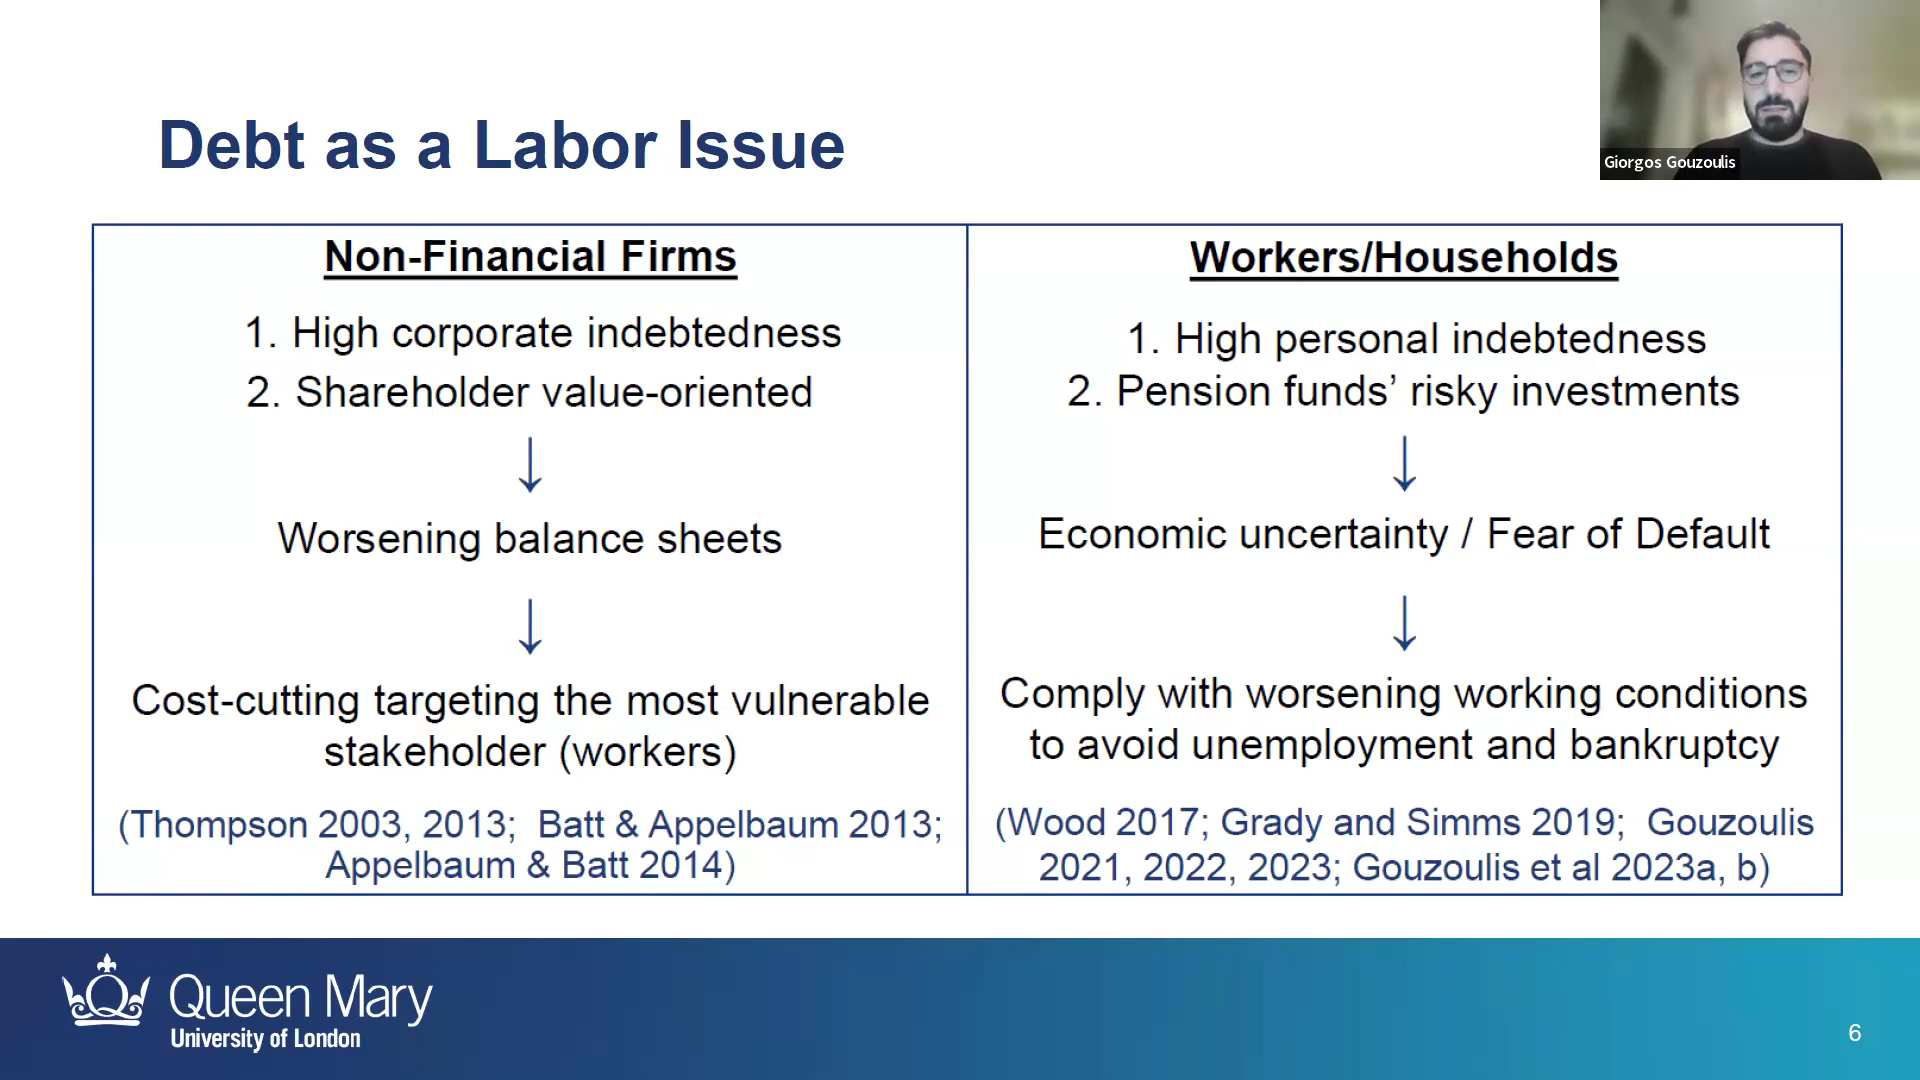 Debt as a Labor Issue
Giorgos Gouzoulis
Non-Financial Firms
1. High corporate indebtedness
2. Shareholder value-oriented
↓
Worsening balance sheets
↓
Cost-cutting targeting the most vulnerable
stakeholder (workers)
(Thompson 2003, 2013;  Batt & Appelbaum 2013;
Appelbaum & Batt 2014)
Workers/Households
1. High personal indebtedness
2. Pension funds’ risky investments
↓
Economic uncertainty / Fear of Default
↓
Comply with worsening working conditions
to avoid unemployment and bankruptcy
(Wood 2017; Grady and Simms 2019;  Gouzoulis
2021, 2022, 2023; Gouzoulis et al 2023a, b)
Queen Mary
University of London
6